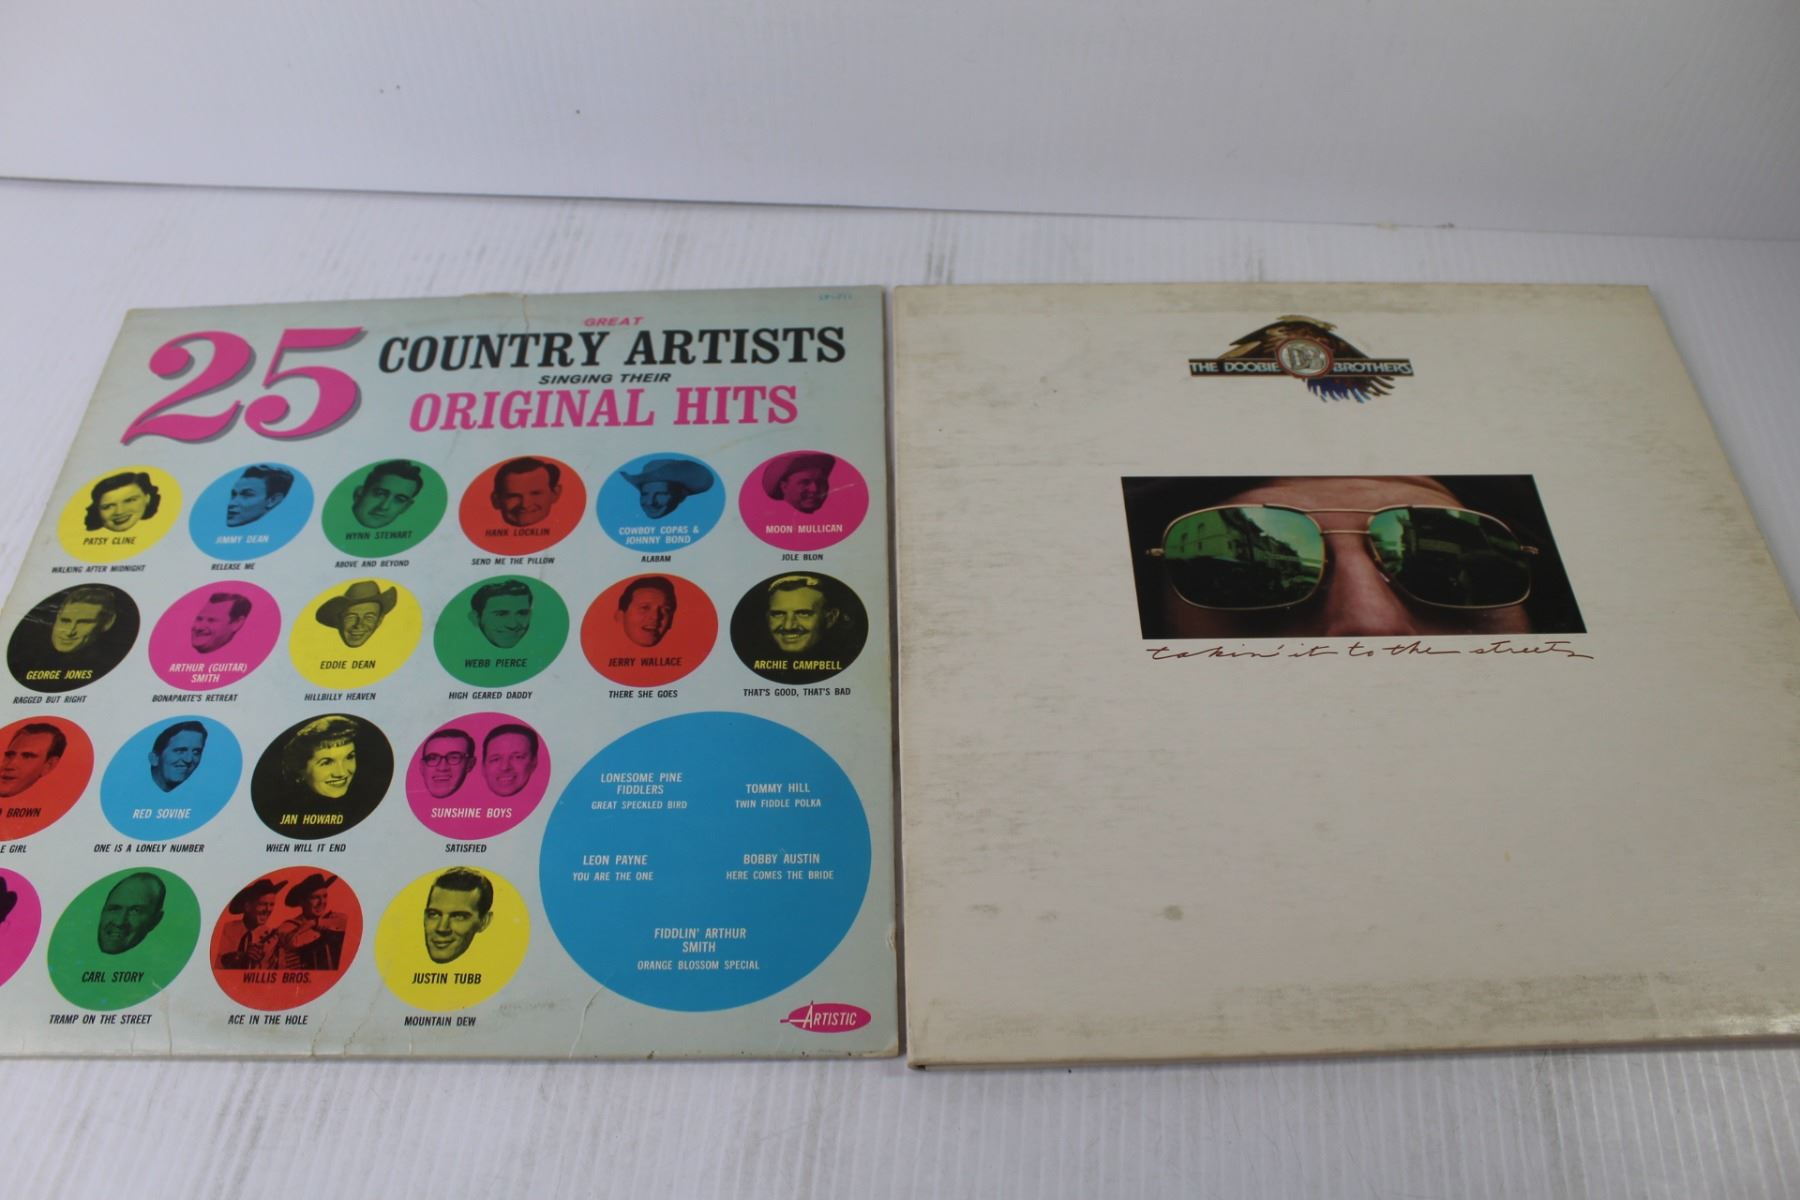 LP-211
GREAT
25 COUNTRY ARTISTS
SINGING THEIR
ORIGINAL HITS
PATSY CLINE
WALKING AFTER MIDNIGHT
JIMMY DEAN
RELEASE ME
WYNN STEWART
ABOVE AND BEYOND
HANK LOCKLIN
SEND ME THE PILLOW
COWBOY COPAS &
JOHNNY BOND
ALABAM
MOON MULLICAN
JOLE BLON
GEORGE JONES
RAGGED BUT RIGHT
ARTHUR (GUITAR)
SMITH
BONAPARTE'S RETREAT
EDDIE DEAN
HILLBILLY HEAVEN
WEBB PIERCE
HIGH GEARED DADDY
JERRY WALLACE
THERE SHE GOES
ARCHIE CAMPBELL
THAT'S GOOD, THAT'S BAD
BROWN
E GIRL
RED SOVINE
ONE IS A LONELY NUMBER
JAN HOWARD
WHEN WILL IT END
SUNSHINE BOYS
SATISFIED
LONESOME PINE
FIDDLERS
GREAT SPECKLED BIRD
TOMMY HILL
TWIN FIDDLE POLKA
LEON PAYNE
YOU ARE THE ONE
BOBBY AUSTIN
HERE COMES THE BRIDE
FIDDLIN' ARTHUR
SMITH
ORANGE BLOSSOM SPECIAL
CARL STORY
TRAMP ON THE STREET
WILLIS BROS.
ACE IN THE HOLE
JUSTIN TUBB
MOUNTAIN DEW
ARTISTIC
THE DOOBIE BROTHERS
takin' it to the streets